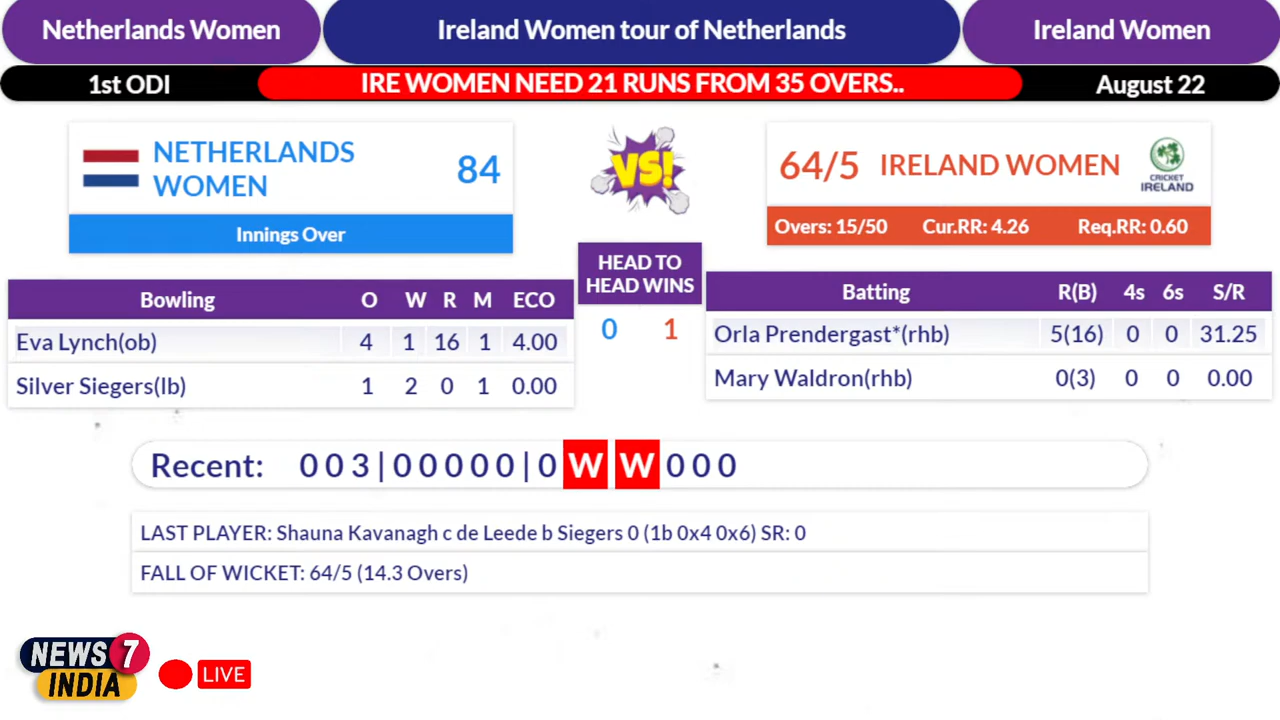 Netherlands Women
Ireland Women tour of Netherlands
Ireland Women
1st ODI
IRE WOMEN NEED 21 RUNS FROM 35 OVERS..
August 22
NETHERLANDS
WOMEN
84
Innings Over
VS!
64/5 IRELAND WOMEN
CRICKET
IRELAND
Overs: 15/50 Cur.RR: 4.26 Req.RR: 0.60
HEAD TO
HEAD WINS
0 1
Bowling O W R M ECO
Eva Lynch(ob) 4 1 16 1 4.00
Silver Siegers(lb) 1 2 0 1 0.00
Batting R(B) 4s 6s S/R
Orla Prendergast*(rhb) 5(16) 0 0 31.25
Mary Waldron(rhb) 0(3) 0 0 0.00
Recent: 0 0 3 | 0 0 0 0 0 | 0 W W 0 0 0
LAST PLAYER: Shauna Kavanagh c de Leede b Siegers 0 (1b 0x4 0x6) SR: 0
FALL OF WICKET: 64/5 (14.3 Overs)
NEWS 7
INDIA
LIVE